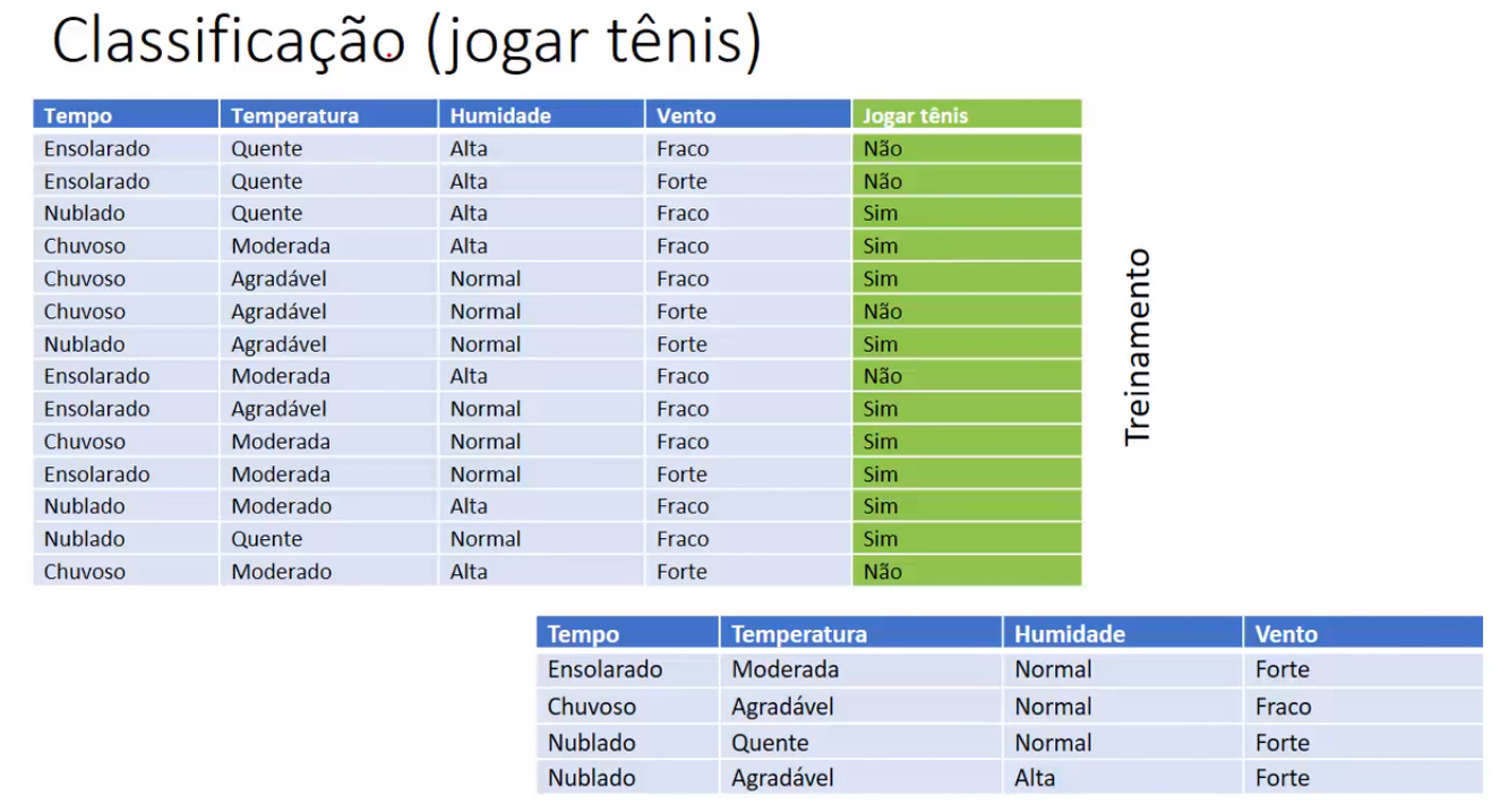 Classificação (jogar tênis)
Tempo Temperatura Humidade Vento Jogar tênis
Ensolarado Quente Alta Fraco Não
Ensolarado Quente Alta Forte Não
Nublado Quente Alta Fraco Sim
Chuvoso Moderada Alta Fraco Sim
Chuvoso Agradável Normal Fraco Sim
Chuvoso Agradável Normal Forte Não
Nublado Agradável Normal Forte Sim
Ensolarado Moderada Alta Fraco Não
Ensolarado Agradável Normal Fraco Sim
Chuvoso Moderada Normal Fraco Sim
Ensolarado Moderada Normal Forte Sim
Nublado Moderado Alta Fraco Sim
Nublado Quente Normal Fraco Sim
Chuvoso Moderado Alta Forte Não
Treinamento
Tempo Temperatura Humidade Vento
Ensolarado Moderada Normal Forte
Chuvoso Agradável Normal Fraco
Nublado Quente Normal Forte
Nublado Agradável Alta Forte